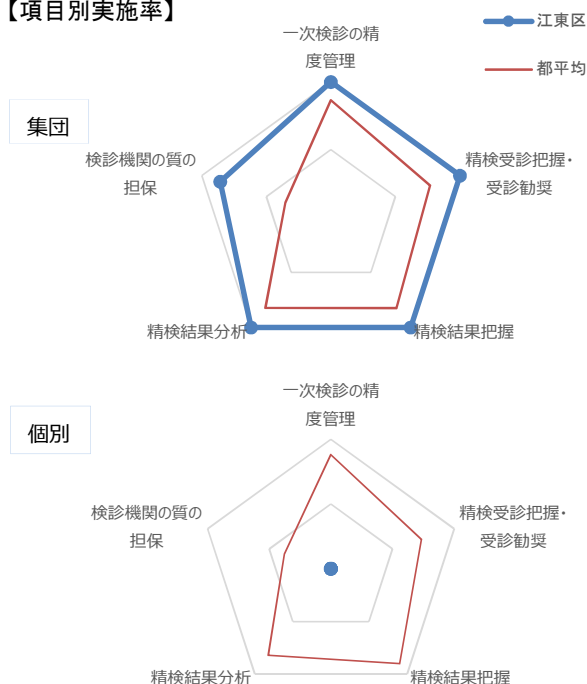 【項目別実施率】
江東区
都平均
集団
一次検診の精
度管理
精検受診把握・
受診勧奨
精検結果把握
精検結果分析
検診機関の質の
担保
個別
一次検診の精
度管理
精検受診把握・
受診勧奨
精検結果把握
精検結果分析
検診機関の質の
担保